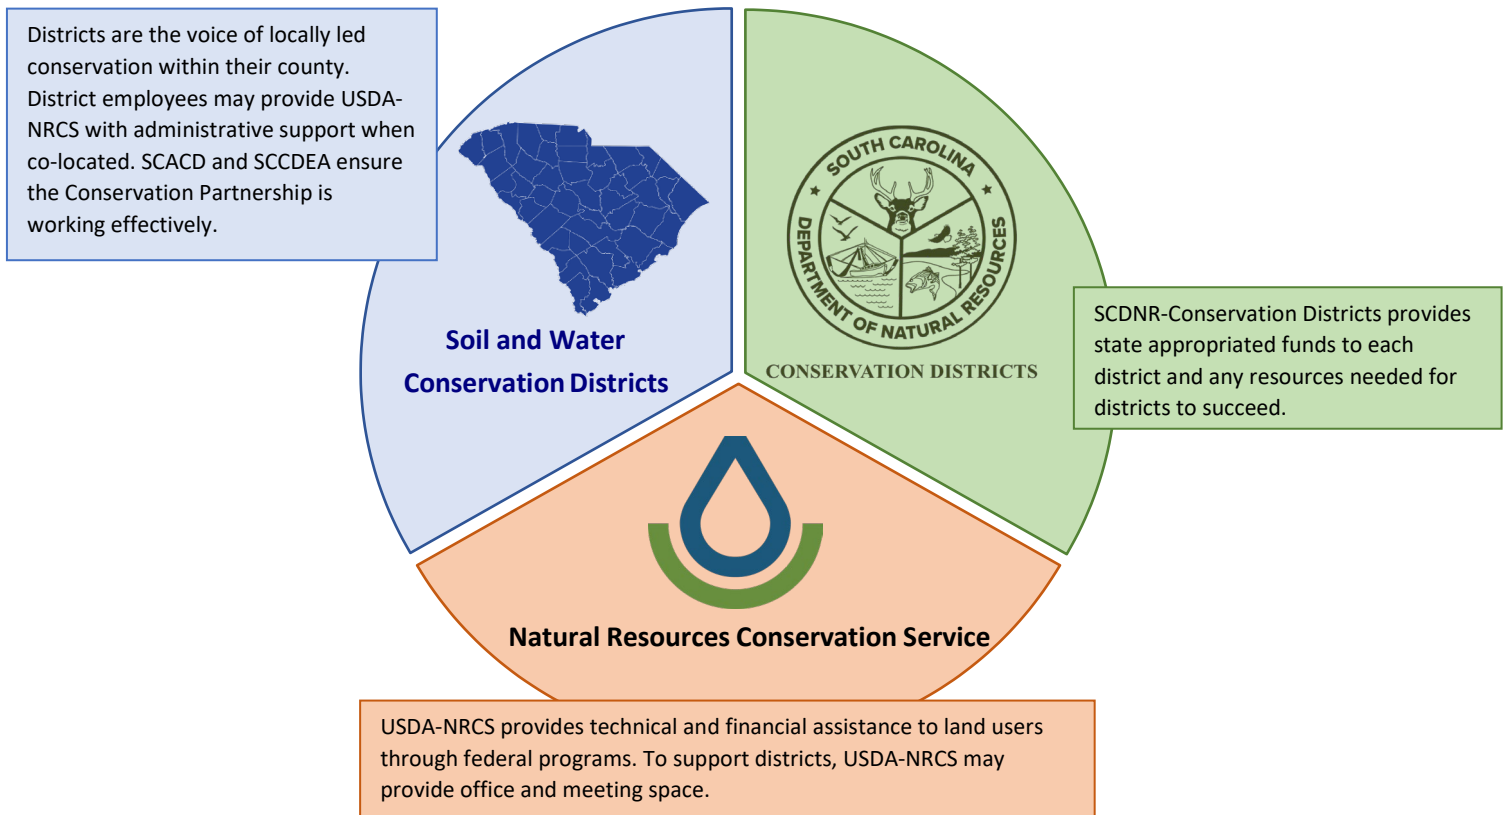 Districts are the voice of locally led
conservation within their county.
District employees may provide USDA-
NRCS with administrative support when
co-located. SCACD and SCCDEA ensure
the Conservation Partnership is
working effectively.
Soil and Water
Conservation Districts
SOUTH CAROLINA
DEPARTMENT OF NATURAL RESOURCES
CONSERVATION DISTRICTS
SCDNR-Conservation Districts provides
state appropriated funds to each
district and any resources needed for
districts to succeed.
Natural Resources Conservation Service
USDA-NRCS provides technical and financial assistance to land users
through federal programs. To support districts, USDA-NRCS may
provide office and meeting space.